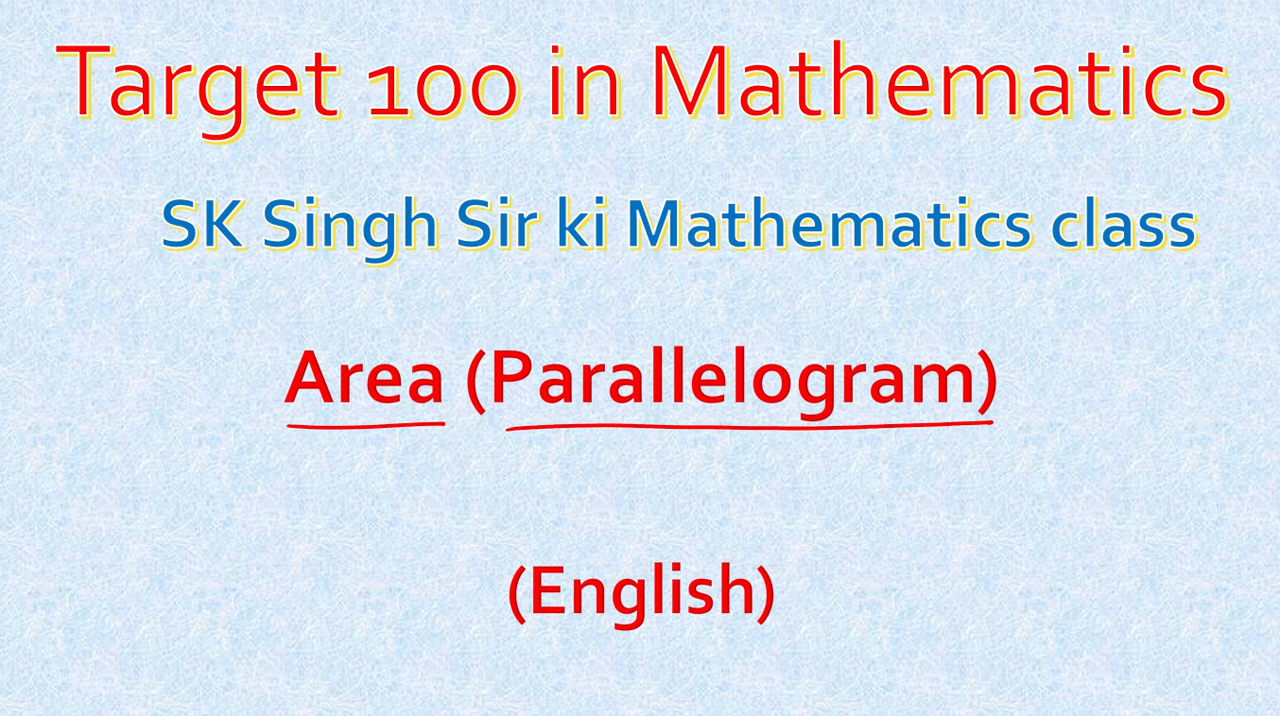 Target 100 in Mathematics
SK Singh Sir ki Mathematics class
Area (Parallelogram)
(English)